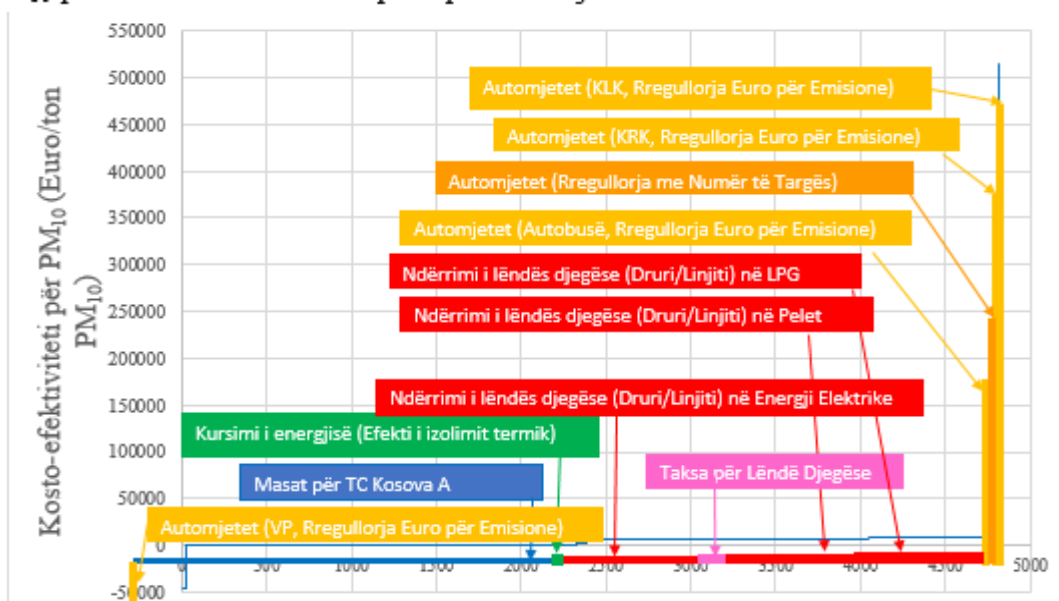 550000
500000
450000
400000
350000
300000
250000
200000
150000
100000
50000
0
-50000
Kosto-efektiviteti për PM10 (Euro/ton
PM10)
Automjetet (KLK, Rregullorja Euro për Emisione)
Automjetet (KRK, Rregullorja Euro për Emisione)
Automjetet (Rregullorja me Numër të Targës)
Automjetet (Autobusë, Rregullorja Euro për Emisione)
Ndërrimi i lëndës djegëse (Druri/Linjiti) në LPG
Ndërrimi i lëndës djegëse (Druri/Linjiti) në Pelet
Ndërrimi i lëndës djegëse (Druri/Linjiti) në Energji Elektrike
Kursimi i energjisë (Efekti i izolimit termik)
Taksa për Lëndë Djegëse
Masat për TC Kosova A
Automjetet (VP, Rregullorja Euro për Emisione)
0 500 1000 1500 2000 2500 3000 3500 4000 4500 5000